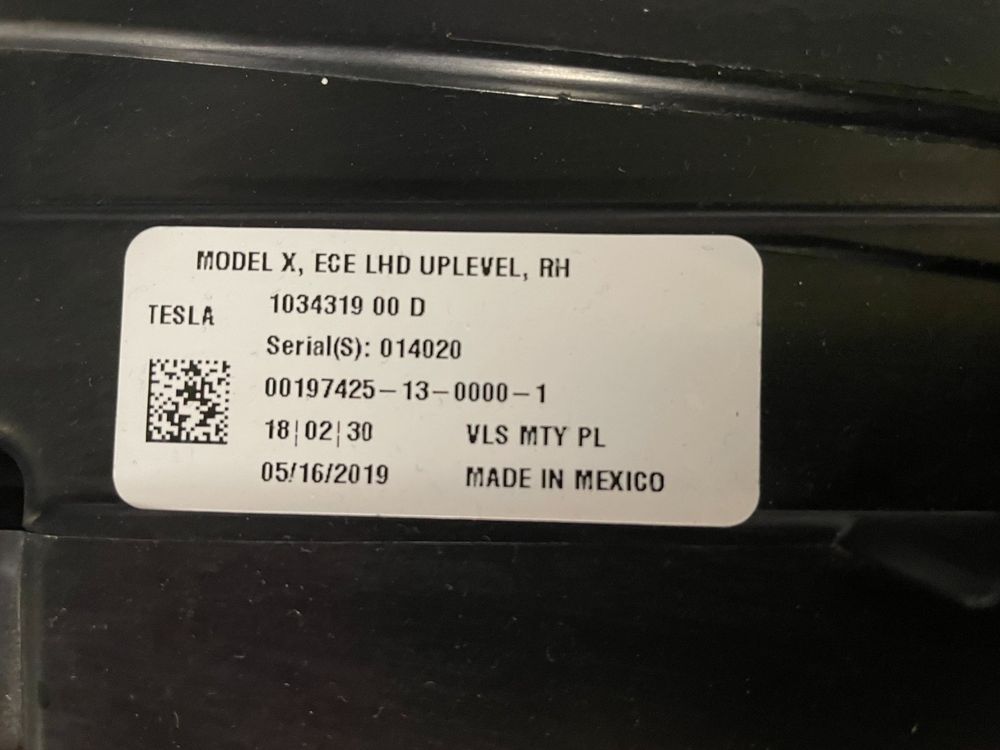 MODEL X, ECE LHD UPLEVEL, RH
TESLA
1034319 00 D
Serial(S): 014020
00197425-13-0000-1
18|02|30 VLS MTY PL
05/16/2019 MADE IN MEXICO